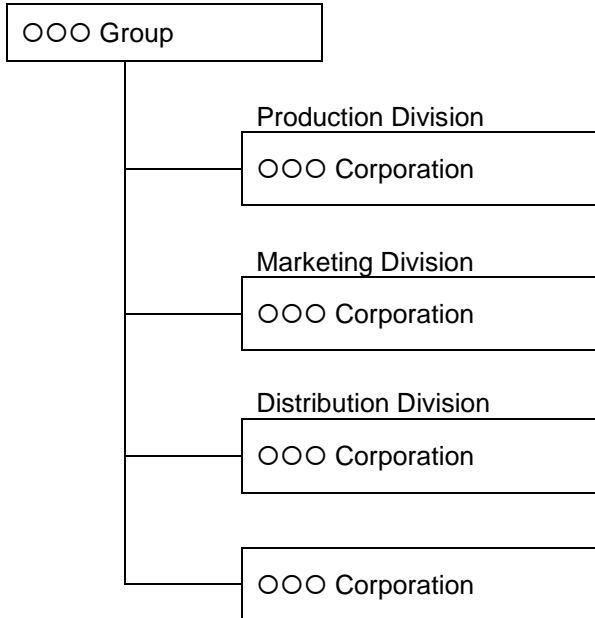 ○○○ Group
Production Division
○○○ Corporation
Marketing Division
○○○ Corporation
Distribution Division
○○○ Corporation
○○○ Corporation